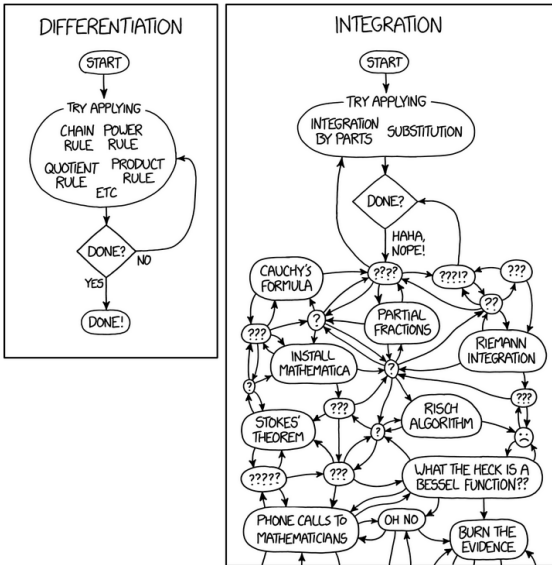 DIFFERENTIATION
START
TRY APPLYING
CHAIN POWER
RULE RULE
QUOTIENT PRODUCT
RULE RULE
ETC
DONE?
NO
YES
DONE!
INTEGRATION
START
TRY APPLYING
INTEGRATION
BY PARTS
SUBSTITUTION
DONE?
HAHA,
NOPE!
CAUCHY'S
FORMULA
????
???!?
???
??
???
?
PARTIAL
FRACTIONS
RIEMANN
INTEGRATION
INSTALL
MATHEMATICA
?
?
???
???
STOKES'
THEOREM
?
RISCH
ALGORITHM
?????
???
WHAT THE HECK IS A
BESSEL FUNCTION??
PHONE CALLS TO
MATHEMATICIANS
OH NO
BURN THE
EVIDENCE